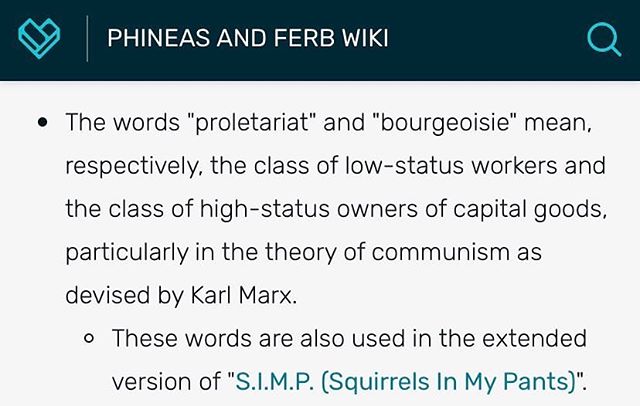 PHINEAS AND FERB WIKI
The words "proletariat" and "bourgeoisie" mean,
respectively, the class of low-status workers and
the class of high-status owners of capital goods,
particularly in the theory of communism as
devised by Karl Marx.
These words are also used in the extended
version of "S.I.M.P. (Squirrels In My Pants)".